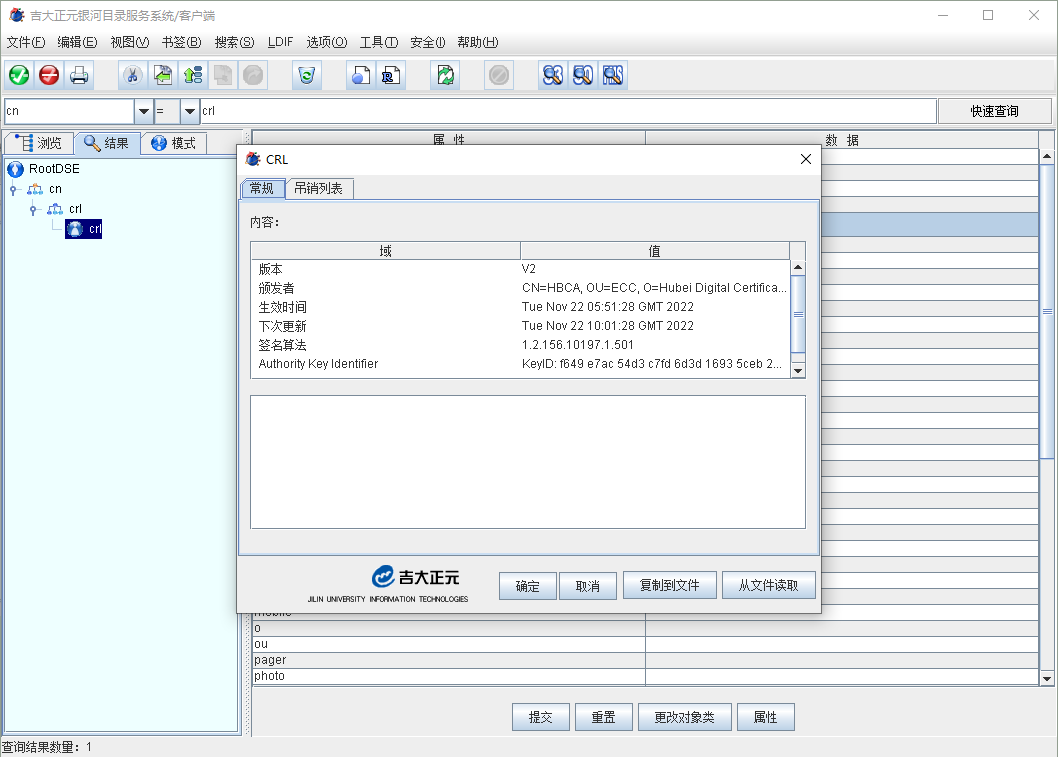 吉大正元银河目录服务系统/客户端
文件(F) 编辑(E) 视图(V) 书签(B) 搜索(S) LDIF 选项(O) 工具(T) 安全(I) 帮助(H)
cn = crl 快速查询
浏览 结果 模式
属 性 数 据
RootDSE
cn
crl
crl
CRL
常规 吊销列表
内容:
域 值
版本 V2
颁发者 CN=HBCA, OU=ECC, O=Hubei Digital Certifica...
生效时间 Tue Nov 22 05:51:28 GMT 2022
下次更新 Tue Nov 22 10:01:28 GMT 2022
签名算法 1.2.156.10197.1.501
Authority Key Identifier KeyID: f649 e7ac 54d3 c7fd 6d3d 1693 5ceb 2...
吉大正元
JILIN UNIVERSITY INFORMATION TECHNOLOGIES
确定 取消 复制到文件 从文件读取
mobile
o
ou
pager
photo
提交 重置 更改对象类 属性
查询结果数量: 1